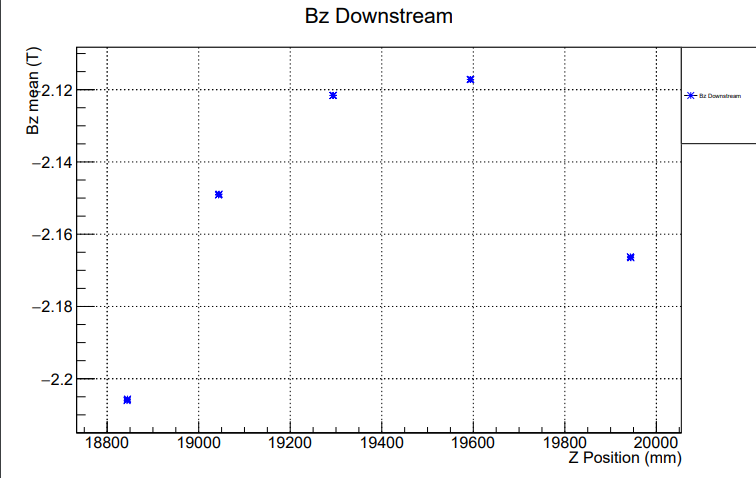 Bz Downstream
Bz mean (T)
−2.12
−2.14
−2.16
−2.18
−2.2
18800 19000 19200 19400 19600 19800 20000
Z Position (mm)
Bz Downstream